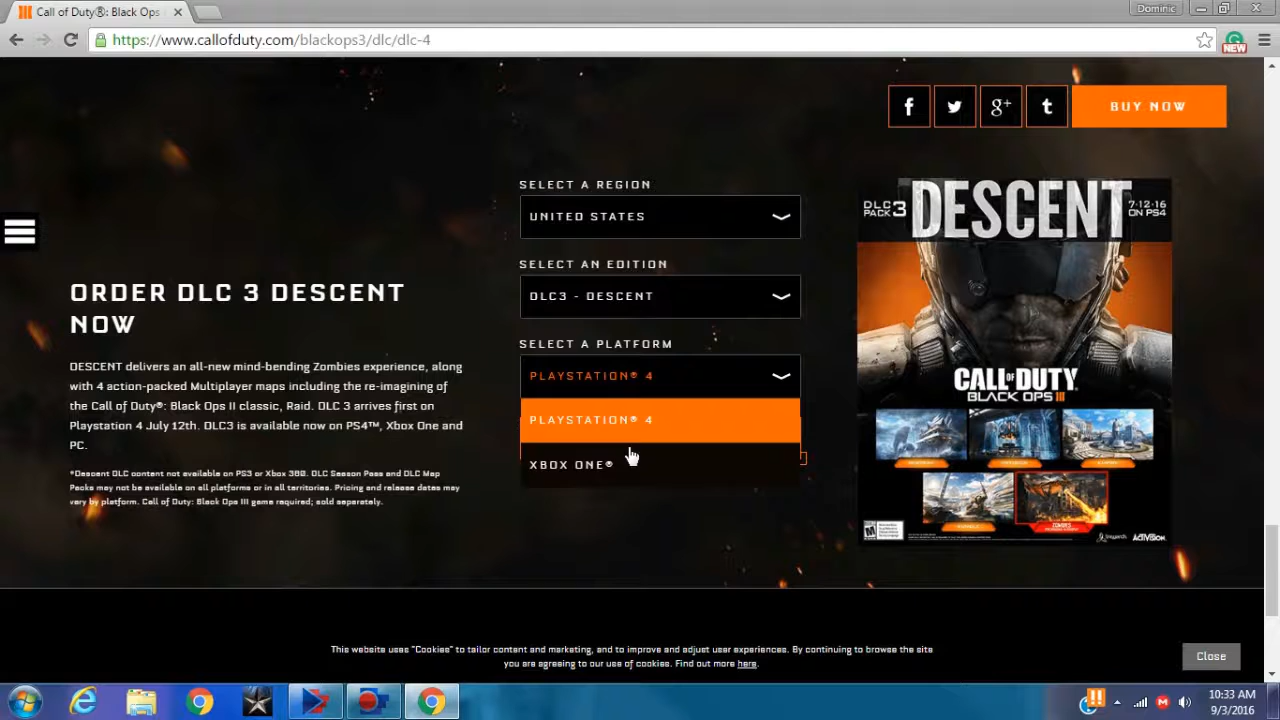 Call of Duty®: Black Ops
Dominic
https://www.callofduty.com/blackops3/dlc/dlc-4
NEW
f
g+
t
BUY NOW
SELECT A REGION
UNITED STATES
SELECT AN EDITION
DLC3 - DESCENT
SELECT A PLATFORM
PLAYSTATION® 4
PLAYSTATION® 4
XBOX ONE®
ORDER DLC 3 DESCENT
NOW
DESCENT delivers an all-new mind-bending Zombies experience, along
with 4 action-packed Multiplayer maps including the re-imagining of
the Call of Duty®: Black Ops II classic, Raid. DLC 3 arrives first on
Playstation 4 July 12th. DLC3 is available now on PS4™, Xbox One and
PC.
*Descent DLC content not available on PS3 or Xbox 360. DLC Season Pass and DLC Map
Packs may not be available on all platforms or in all territories. Pricing and release dates may
vary by platform. Call of Duty: Black Ops III game required; sold separately.
DLC
PACK 3
DESCENT
7-12-16
ON PS4
CALL OF DUTY
BLACK OPS III
ACTIVISION
This website uses "Cookies" to tailor content and marketing, and to improve and adjust user experiences. By continuing to browse the site
you are agreeing to our use of cookies. Find out more here.
Close
10:33 AM
9/3/2016